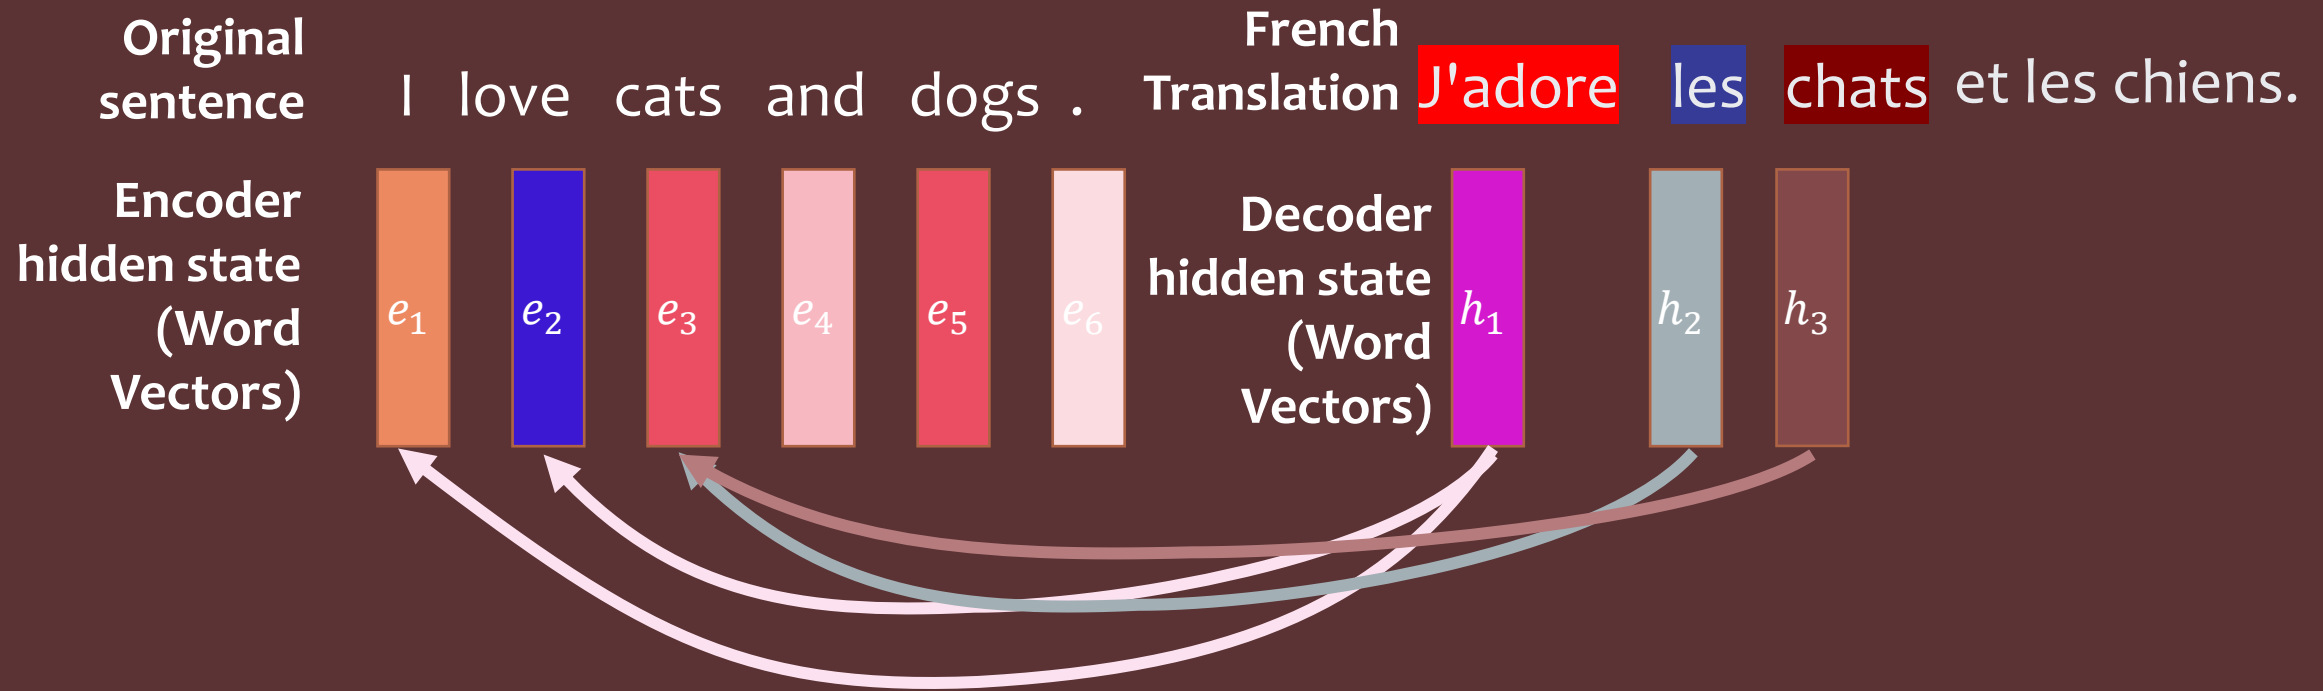 Original
sentence
I love cats and dogs .
French
Translation
J'adore les chats et les chiens.
Encoder
hidden state
(Word
Vectors)
e₁ e₂ e₃ e₄ e₅ e₆
Decoder
hidden state
(Word
Vectors)
h₁ h₂ h₃